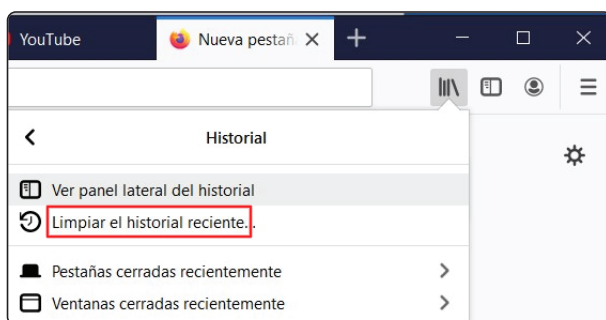 YouTube
Nueva pestañ
Historial
Ver panel lateral del historial
Limpiar el historial reciente...
Pestañas cerradas recientemente
Ventanas cerradas recientemente